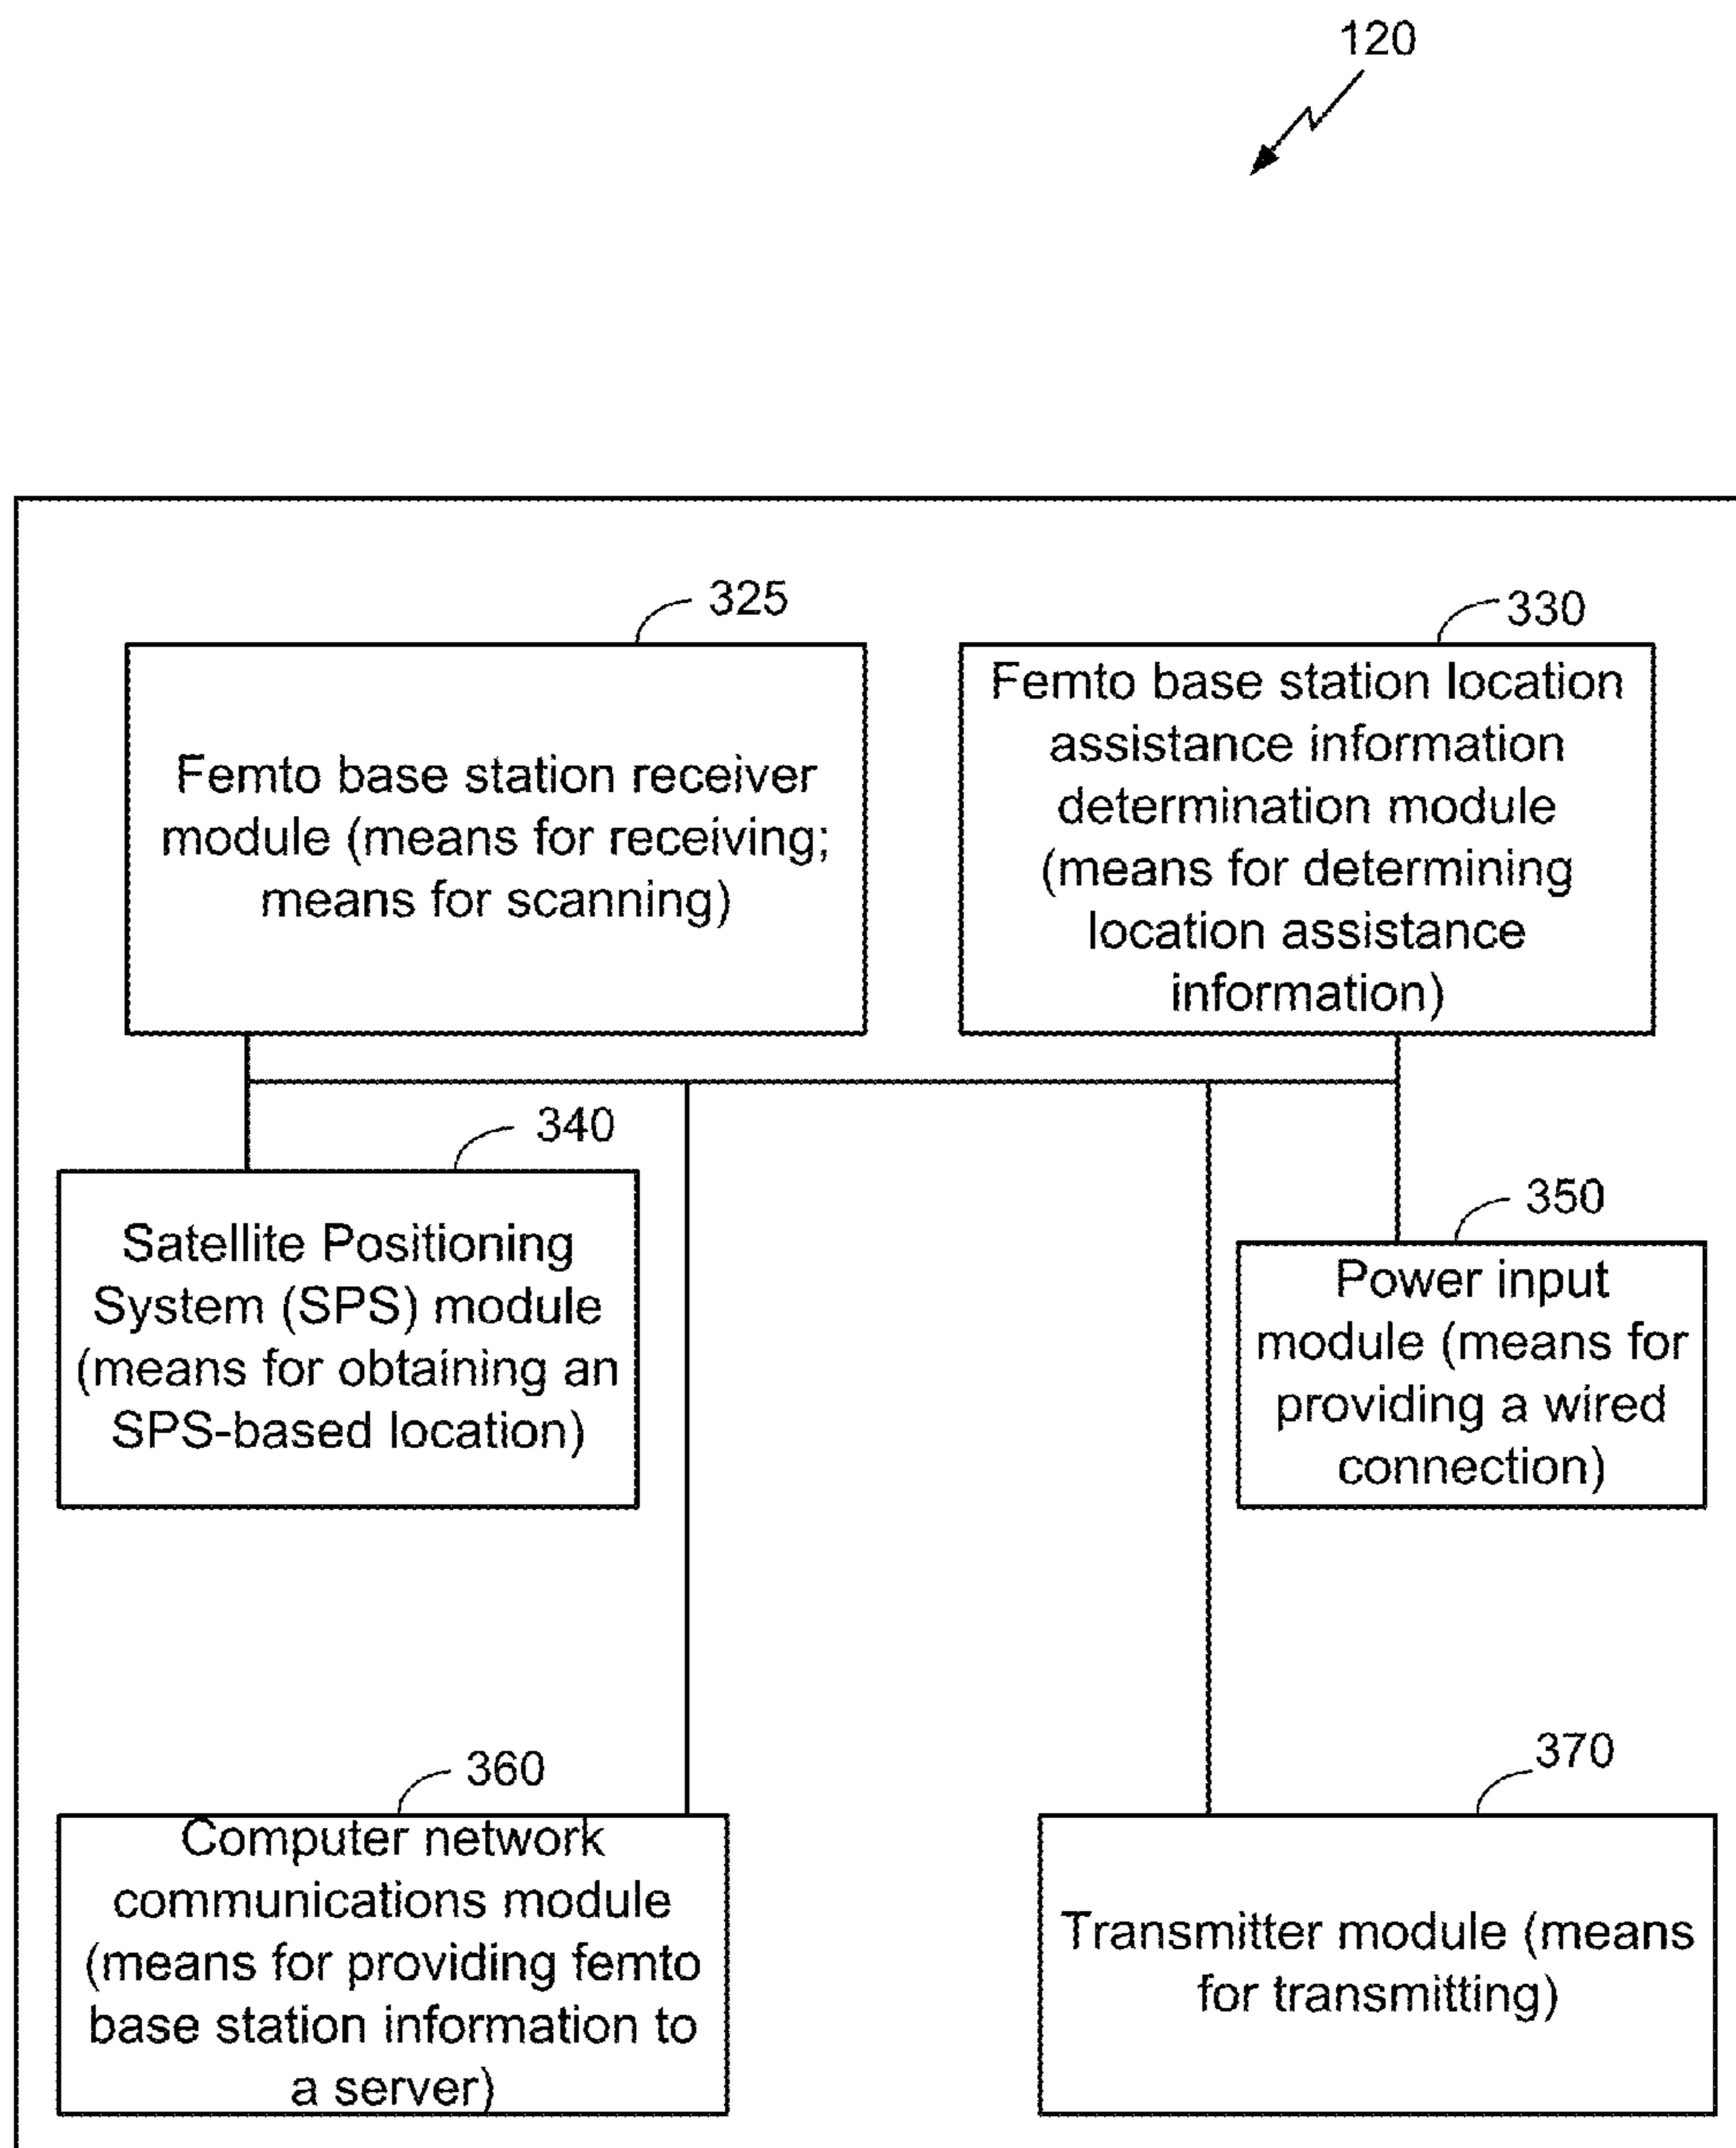 120
325
330
Femto base station receiver
module (means for receiving;
means for scanning)
Femto base station location
assistance information
determination module
(means for determining
location assistance
information)
340
350
Satellite Positioning
System (SPS) module
(means for obtaining an
SPS-based location)
Power input
module (means for
providing a wired
connection)
360
370
Computer network
communications module
(means for providing femto
base station information to
a server)
Transmitter module (means
for transmitting)